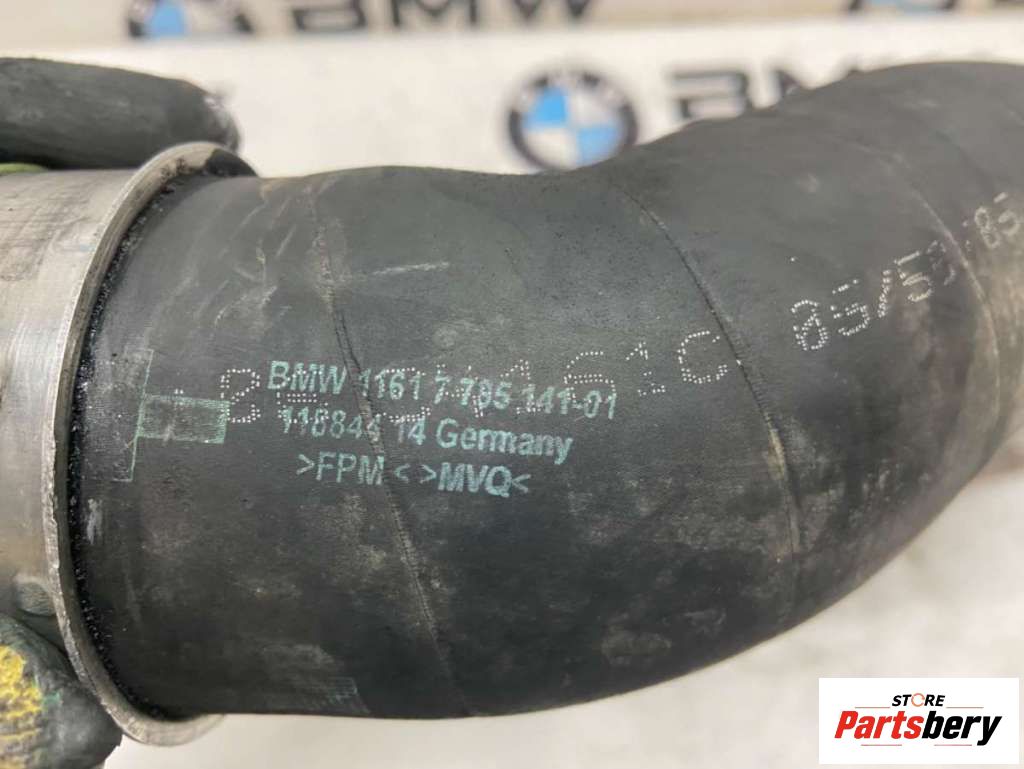 BMW
BMW
BMW 1161 7 795 141-01
118844 14 Germany
>FPM< >MVQ<
STORE
Partsbery